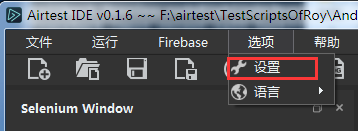 Airtest IDE v0.1.6 ~~ F:\airtest\TestScriptsOfRoy\And
文件 运行 Firebase 选项 帮助
设置
语言
Selenium Window